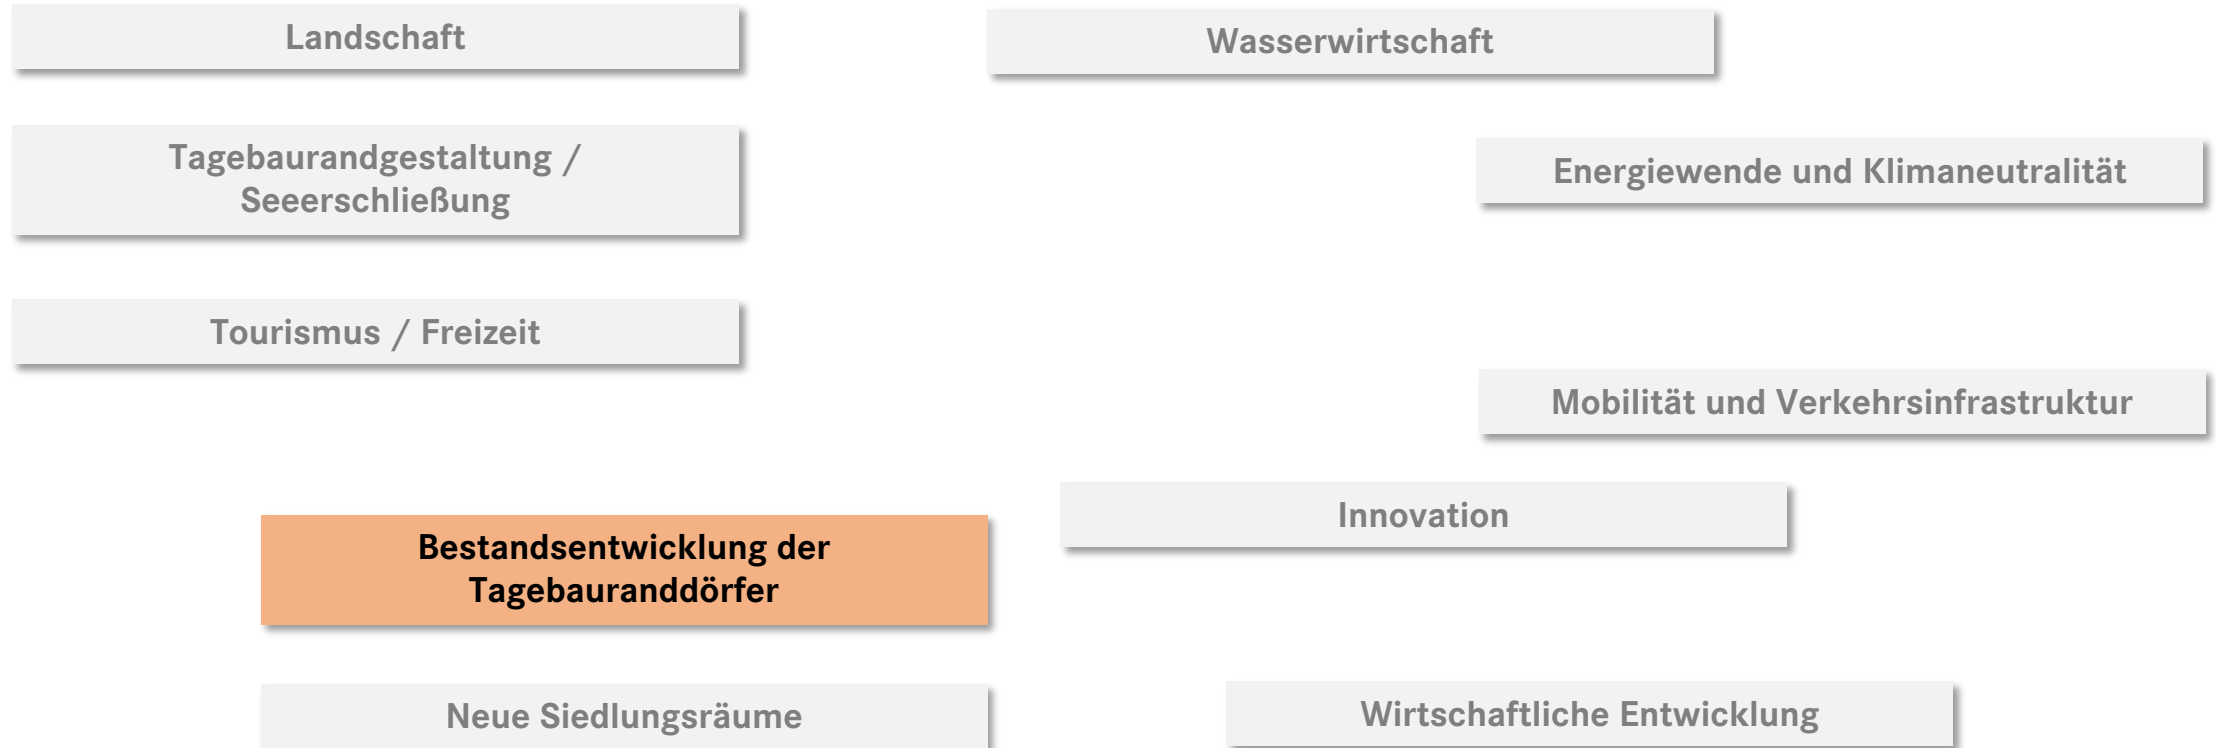 Landschaft
Wasserwirtschaft
Tagebaurandgestaltung /
Seeerschließung
Energiewende und Klimaneutralität
Tourismus / Freizeit
Mobilität und Verkehrsinfrastruktur
Innovation
Bestandsentwicklung der
Tagebauranddörfer
Neue Siedlungsräume
Wirtschaftliche Entwicklung